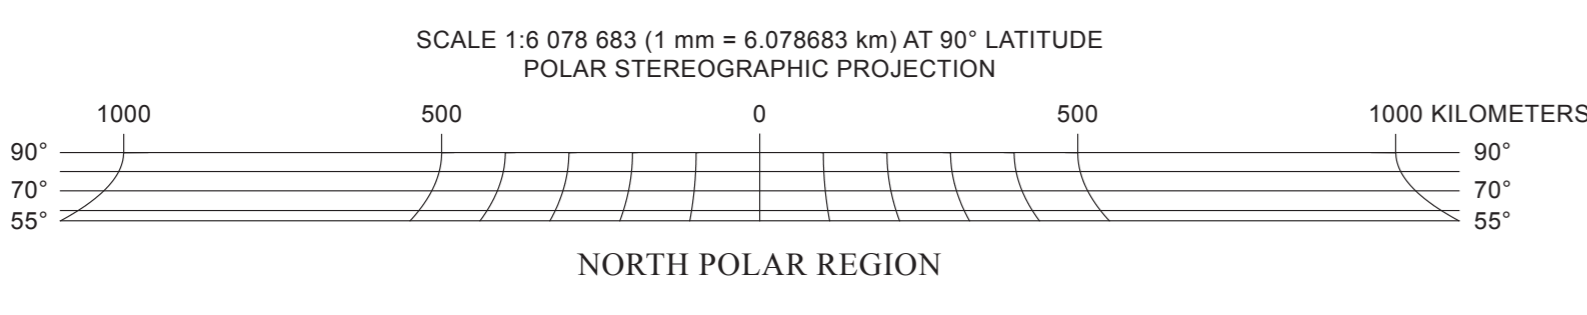 SCALE 1:6 078 683 (1 mm = 6.078683 km) AT 90° LATITUDE
POLAR STEREOGRAPHIC PROJECTION
1000 500 0 500 1000 KILOMETERS
90° 90°
70° 70°
55° 55°
NORTH POLAR REGION